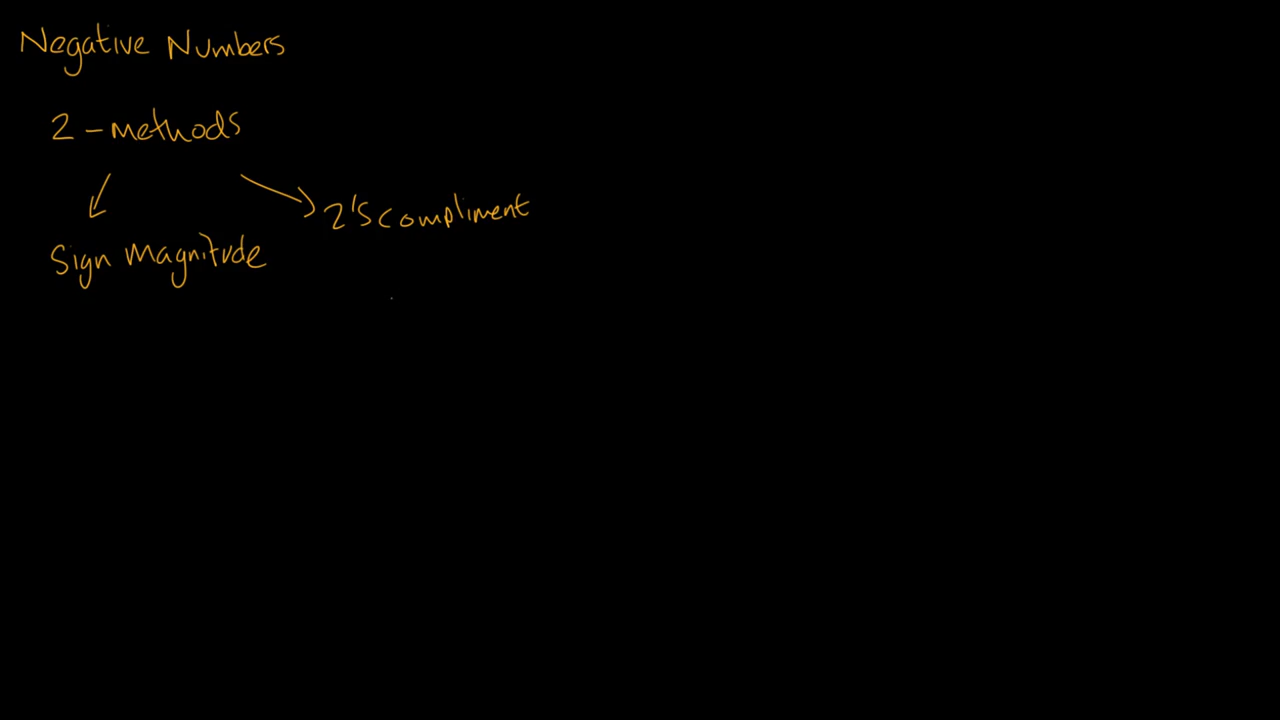 Negative Numbers
2 - methods
2's compliment
Sign Magnitude